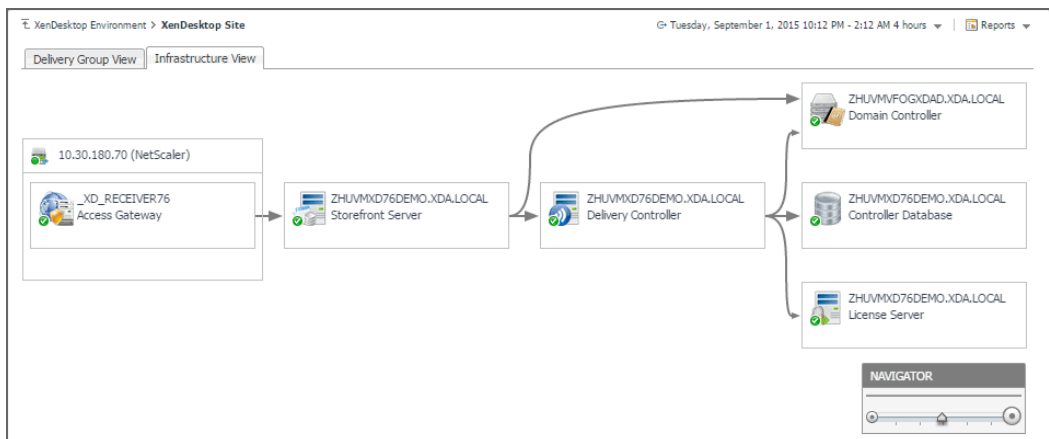 XenDesktop Environment > XenDesktop Site
Tuesday, September 1, 2015 10:12 PM - 2:12 AM 4 hours
Reports
Delivery Group View
Infrastructure View
10.30.180.70 (NetScaler)
_XD_RECEIVER76
Access Gateway
ZHUVMXD76DEMO.XDA.LOCAL
Storefront Server
ZHUVMXD76DEMO.XDA.LOCAL
Delivery Controller
ZHUVMVFOGXDAD.XDA.LOCAL
Domain Controller
ZHUVMXD76DEMO.XDA.LOCAL
Controller Database
ZHUVMXD76DEMO.XDA.LOCAL
License Server
NAVIGATOR